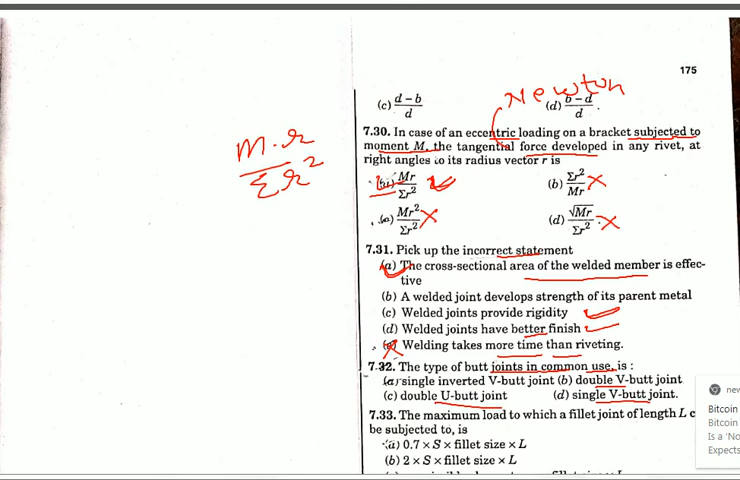 175
Newton
(c) d – b / d (d) b – d / d .
7.30. In case of an eccentric loading on a bracket subjected to
moment M, the tangential force developed in any rivet, at
right angles to its radius vector r is
M·r / Σr²
(a) Mr / Σr² (b) Σr² / Mr
(c) Mr² / Σr² (d) √Mr / Σr² .
7.31. Pick up the incorrect statement
(a) The cross-sectional area of the welded member is effec-
tive
(b) A welded joint develops strength of its parent metal
(c) Welded joints provide rigidity
(d) Welded joints have better finish
(e) Welding takes more time than riveting.
7.32. The type of butt joints in common use, is :
(a) single inverted V-butt joint (b) double V-butt joint
(c) double U-butt joint (d) single V-butt joint.
7.33. The maximum load to which a fillet joint of length L c
be subjected to, is
(a) 0.7 × S × fillet size × L
(b) 2 × S × fillet size × L
new
Bitcoin
Bitcoin
Is a 'No
Expects